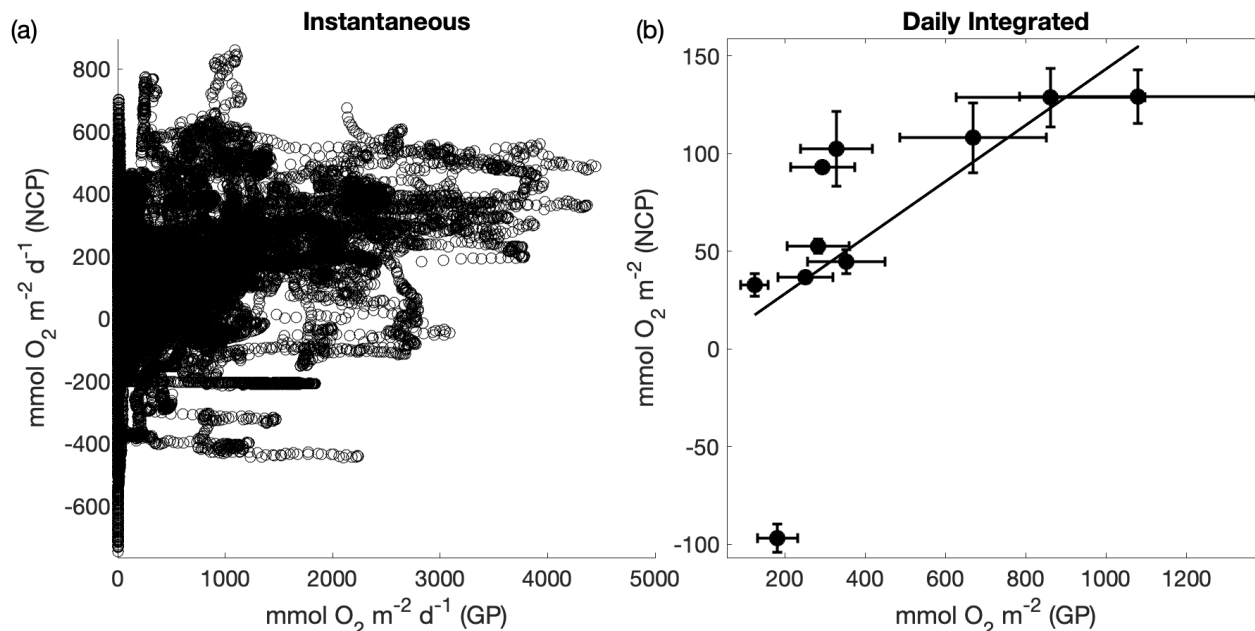 (a)
Instantaneous
800
600
400
200
0
-200
-400
-600
mmol O2 m-2 d-1 (NCP)
0 1000 2000 3000 4000 5000
mmol O2 m-2 d-1 (GP)
(b)
Daily Integrated
150
100
50
0
-50
-100
mmol O2 m-2 (NCP)
200 400 600 800 1000 1200
mmol O2 m-2 (GP)